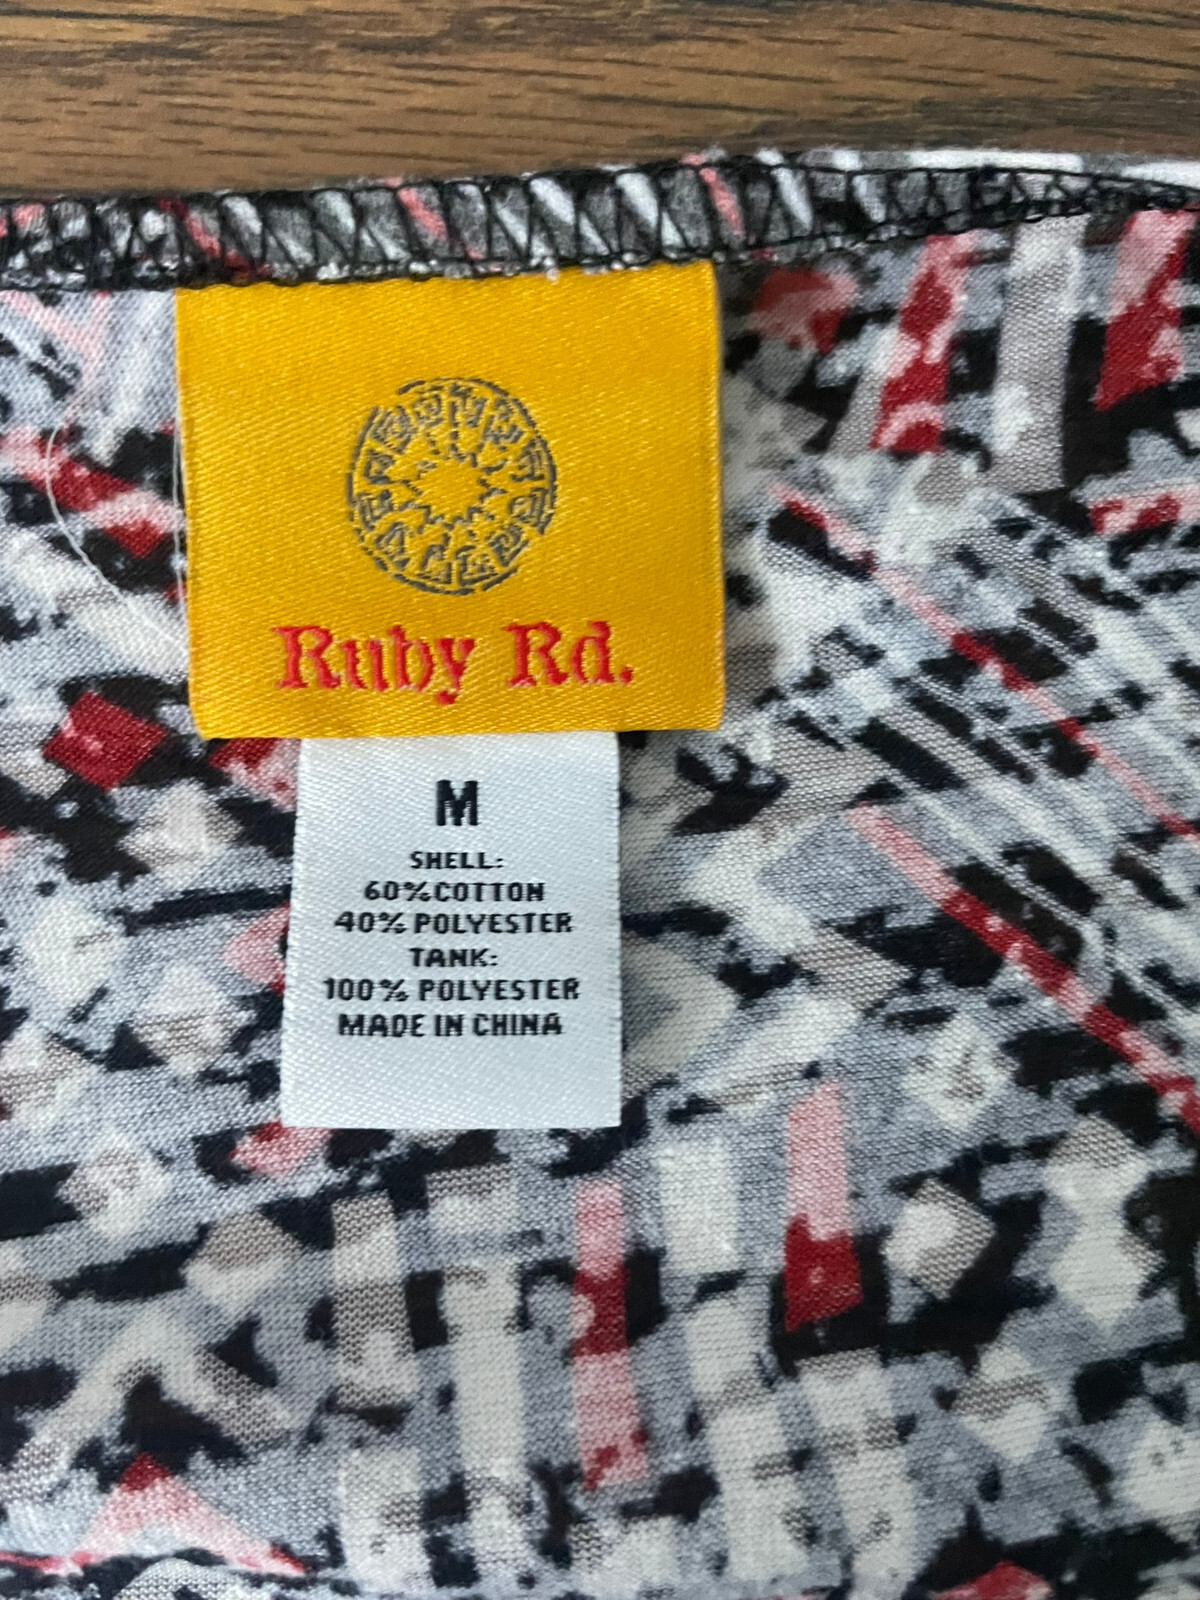 Ruby Rd.
M
SHELL:
60%COTTON
40% POLYESTER
TANK:
100% POLYESTER
MADE IN CHINA